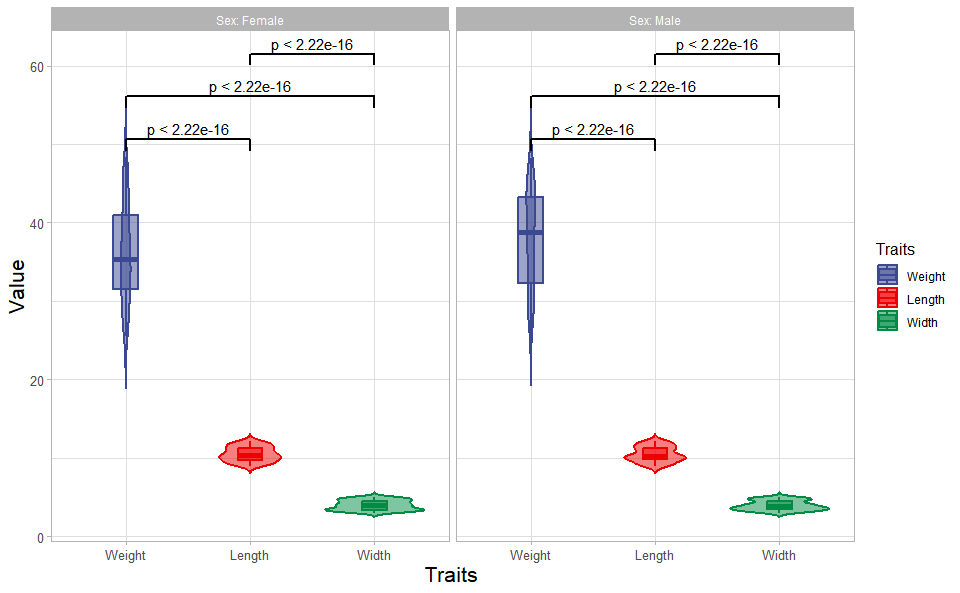 Sex: Female
Sex: Male
p < 2.22e-16
p < 2.22e-16
p < 2.22e-16
p < 2.22e-16
p < 2.22e-16
p < 2.22e-16
60
40
20
0
Value
Weight
Length
Width
Weight
Length
Width
Traits
Traits
Weight
Length
Width